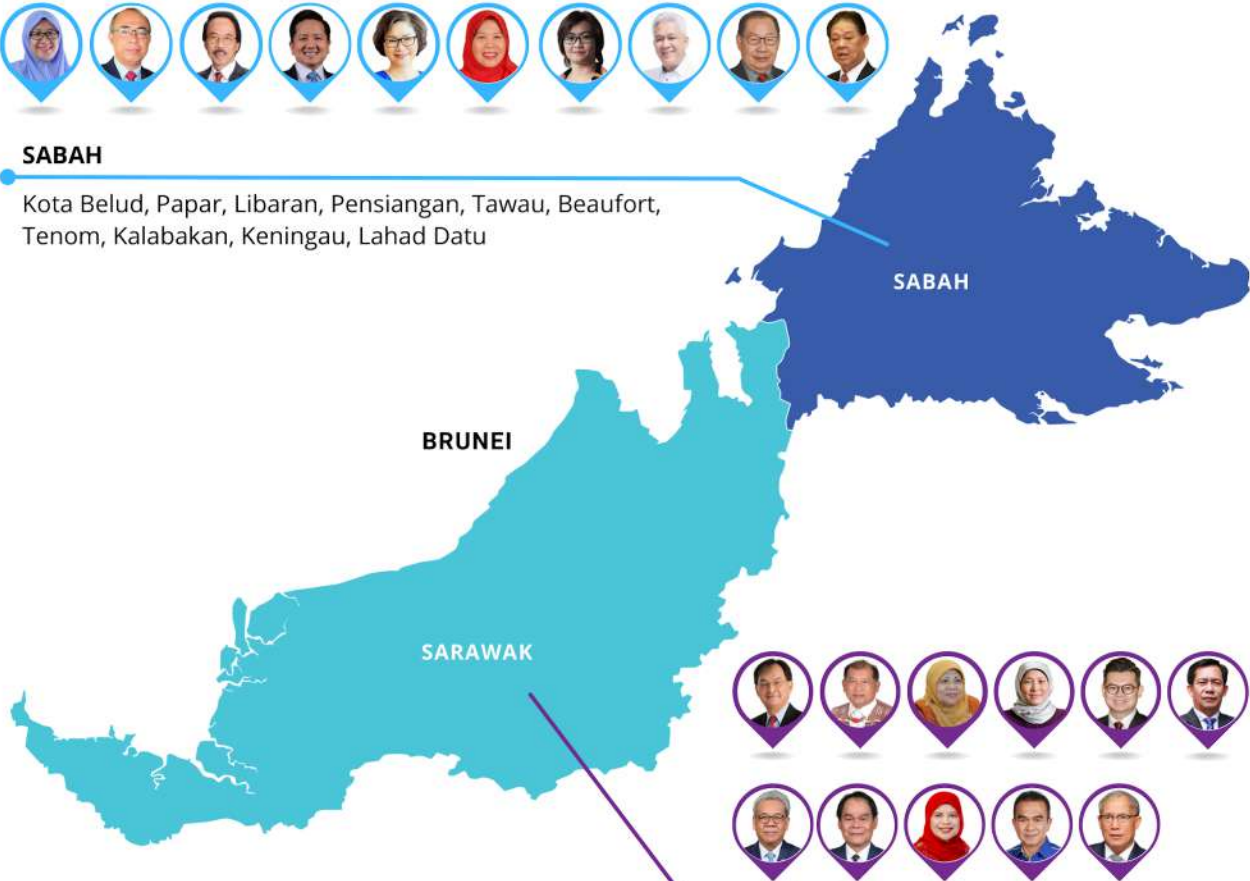 SABAH
Kota Belud, Papar, Libaran, Pensiangan, Tawau, Beaufort,
Tenom, Kalabakan, Keningau, Lahad Datu
SABAH
BRUNEI
SARAWAK